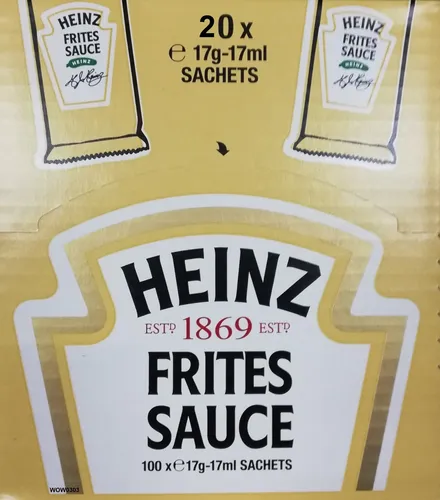 HEINZ
FRITES
SAUCE
HEINZ
20 x
℮ 17g-17ml
SACHETS
HEINZ
FRITES
SAUCE
HEINZ
HEINZ
ESTD 1869 ESTD
FRITES
SAUCE
100 x ℮ 17g-17ml SACHETS